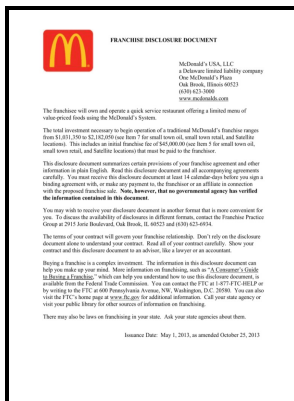 FRANCHISE DISCLOSURE DOCUMENT
McDonald's USA, LLC
a Delaware limited liability company
One McDonald's Plaza
Oak Brook, Illinois 60523
(630) 623-3000
www.mcdonalds.com
The franchisee will own and operate a quick service restaurant offering a limited menu of
value-priced foods using the McDonald's System.
The total investment necessary to begin operation of a traditional McDonald's franchise ranges
from $1,031,350 to $2,182,050 (see Item 7 for small town oil, small town retail, and Satellite
locations). This includes an initial franchise fee of $45,000.00 (see Item 5 for small town oil,
small town retail, and Satellite locations) that must be paid to the franchisor.
This disclosure document summarizes certain provisions of your franchise agreement and other
information in plain English. Read this disclosure document and all accompanying agreements
carefully. You must receive this disclosure document at least 14 calendar-days before you sign a
binding agreement with, or make any payment to, the franchisor or an affiliate in connection
with the proposed franchise sale. Note, however, that no governmental agency has verified
the information contained in this document.
You may wish to receive your disclosure document in another format that is more convenient for
you. To discuss the availability of disclosures in different formats, contact the Franchise Practice
Group at 2915 Jorie Boulevard, Oak Brook, IL 60523 and (630) 623-6934.
The terms of your contract will govern your franchise relationship. Don't rely on the disclosure
document alone to understand your contract. Read all of your contract carefully. Show your
contract and this disclosure document to an advisor, like a lawyer or an accountant.
Buying a franchise is a complex investment. The information in this disclosure document can
help you make up your mind. More information on franchising, such as "A Consumer's Guide
to Buying a Franchise," which can help you understand how to use this disclosure document, is
available from the Federal Trade Commission. You can contact the FTC at 1-877-FTC-HELP or
by writing to the FTC at 600 Pennsylvania Avenue, NW, Washington, D.C. 20580. You can also
visit the FTC's home page at www.ftc.gov for additional information. Call your state agency or
visit your public library for other sources of information on franchising.
There may also be laws on franchising in your state. Ask your state agencies about them.
Issuance Date: May 1, 2013, as amended October 25, 2013